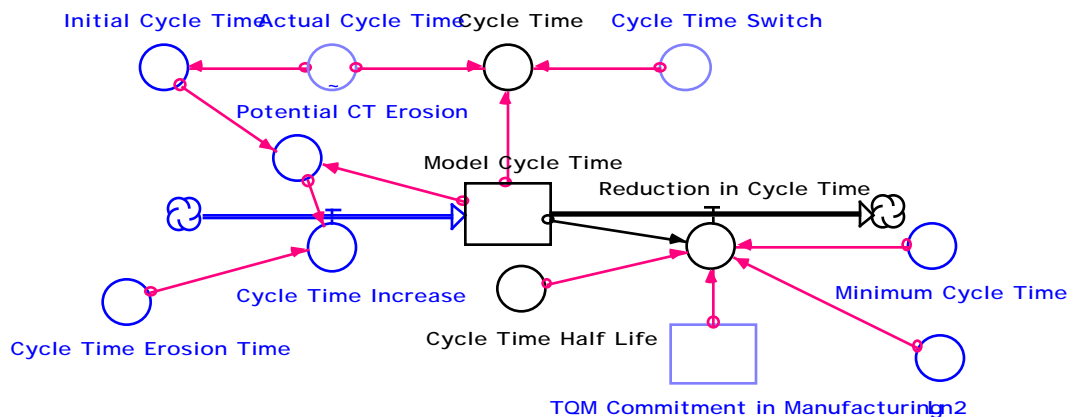 Initial Cycle Time
Actual Cycle Time
Cycle Time
Cycle Time Switch
~
Potential CT Erosion
Model Cycle Time
Reduction in Cycle Time
Cycle Time Increase
Minimum Cycle Time
Cycle Time Erosion Time
Cycle Time Half Life
TQM Commitment in Manufacturing
Ln2